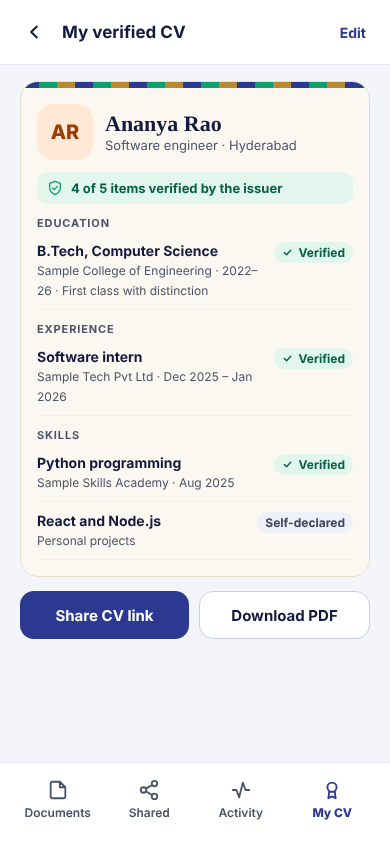 My verified CV
Edit
AR
Ananya Rao
Software engineer · Hyderabad
4 of 5 items verified by the issuer
EDUCATION
B.Tech, Computer Science
Verified
Sample College of Engineering · 2022–
26 · First class with distinction
EXPERIENCE
Software intern
Verified
Sample Tech Pvt Ltd · Dec 2025 – Jan
2026
SKILLS
Python programming
Verified
Sample Skills Academy · Aug 2025
React and Node.js
Self-declared
Personal projects
Share CV link
Download PDF
Documents
Shared
Activity
My CV